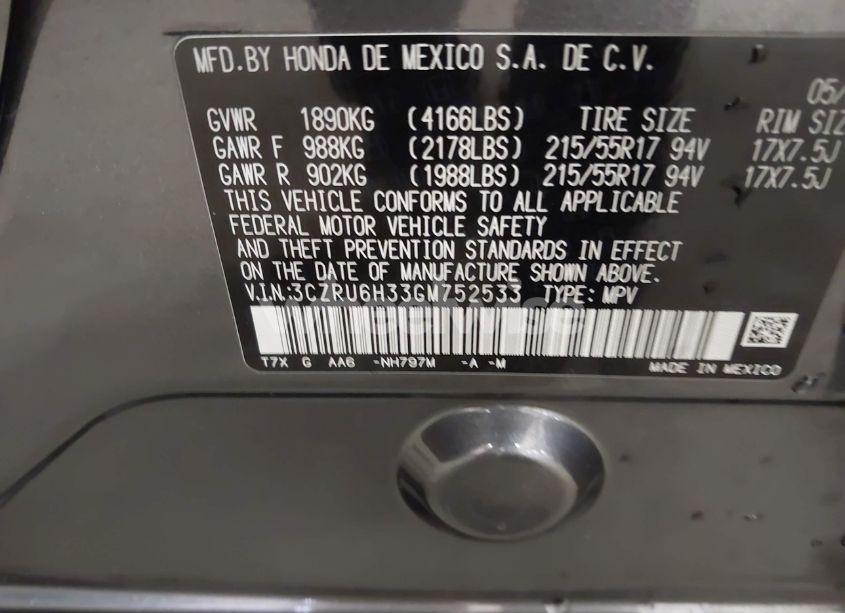 MFD.BY HONDA DE MEXICO S.A. DE C.V.
05/
GVWR 1890KG (4166LBS) TIRE SIZE RIM SIZ
GAWR F 988KG (2178LBS) 215/55R17 94V 17X7.5J
GAWR R 902KG (1988LBS) 215/55R17 94V 17X7.5J
THIS VEHICLE CONFORMS TO ALL APPLICABLE
FEDERAL MOTOR VEHICLE SAFETY
AND THEFT PREVENTION STANDARDS IN EFFECT
ON THE DATE OF MANUFACTURE SHOWN ABOVE.
V.I.N.:3CZRU6H33GM752533 TYPE: MPV
T7X G AA6 -NH797M -A -M MADE IN MEXICO